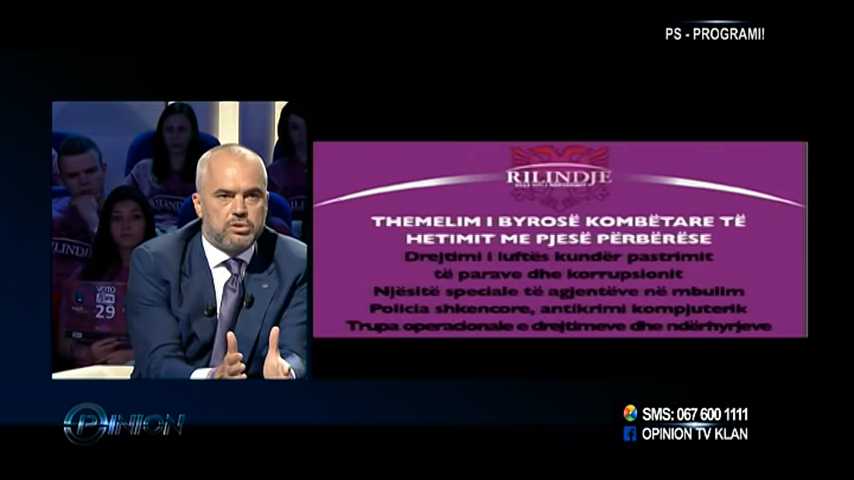 PS - PROGRAMI!
RILINDJE
THEMELIM I BYROSË KOMBËTARE TË
HETIMIT ME PJESË PËRBËRËSE
Drejtimi i luftës kundër pastrimit
të parave dhe korrupsionit
Njësitë speciale të agjentëve në mbulim
Policia shkencore, antikrimi kompjuterik
Trupa operacionale e drejtimeve dhe ndërhyrjeve
VOTO
29
OPINION
SMS: 067 600 1111
OPINION TV KLAN